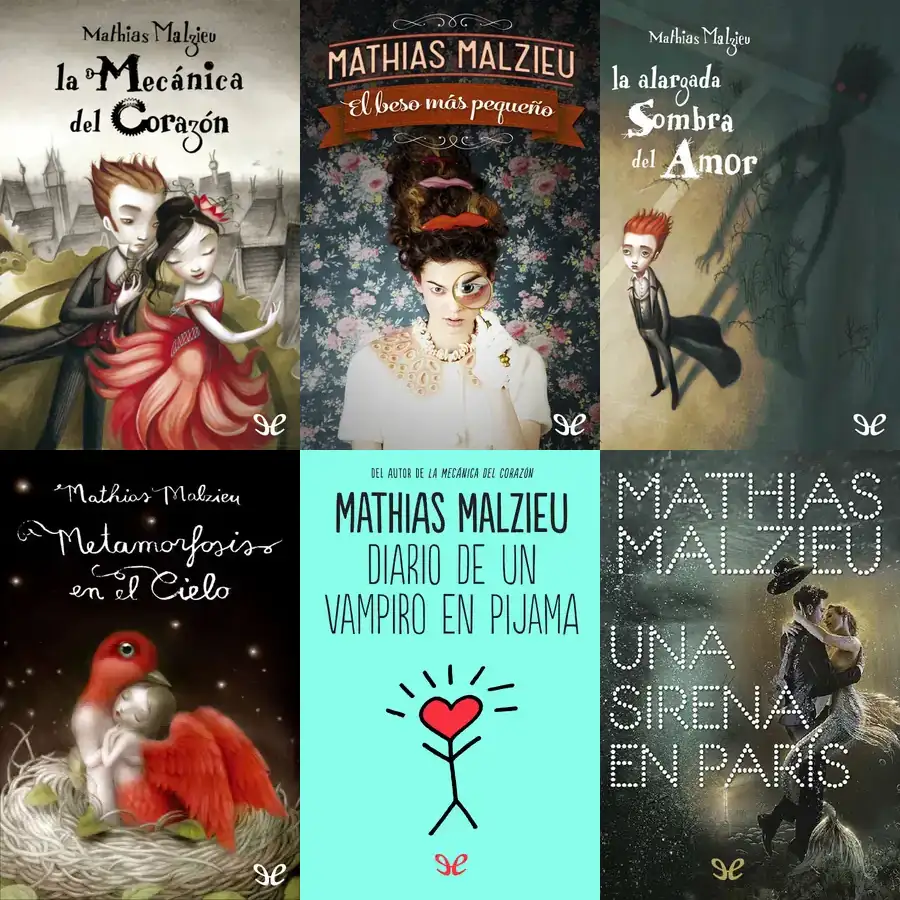 Mathias Malzieu
la Mecánica
del Corazón
MATHIAS MALZIEU
El beso más pequeño
Mathias Malzieu
la alargada
Sombra
del Amor
Mathias Malzieu
Metamorfosis
en el Cielo
DEL AUTOR DE LA MECÁNICA DEL CORAZÓN
MATHIAS MALZIEU
DIARIO DE UN
VAMPIRO EN PIJAMA
MATHIAS
MALZIEU
UNA
SIRENA
EN PARÍS